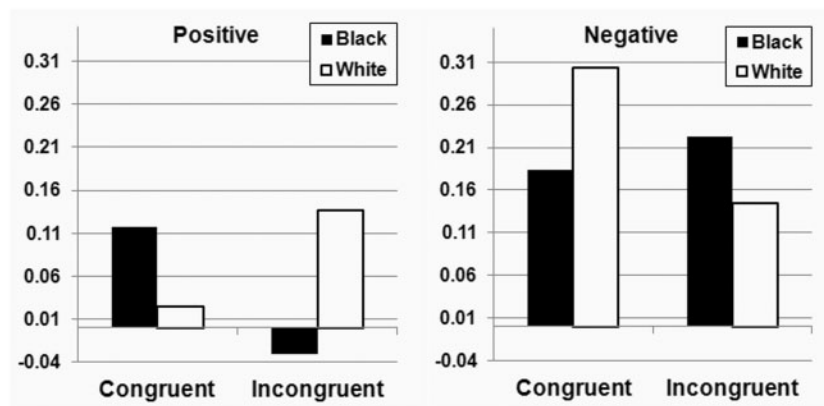 Positive
Black
White
0.31
0.26
0.21
0.16
0.11
0.06
0.01
-0.04
Congruent Incongruent
Negative
Black
White
0.31
0.26
0.21
0.16
0.11
0.06
0.01
-0.04
Congruent Incongruent